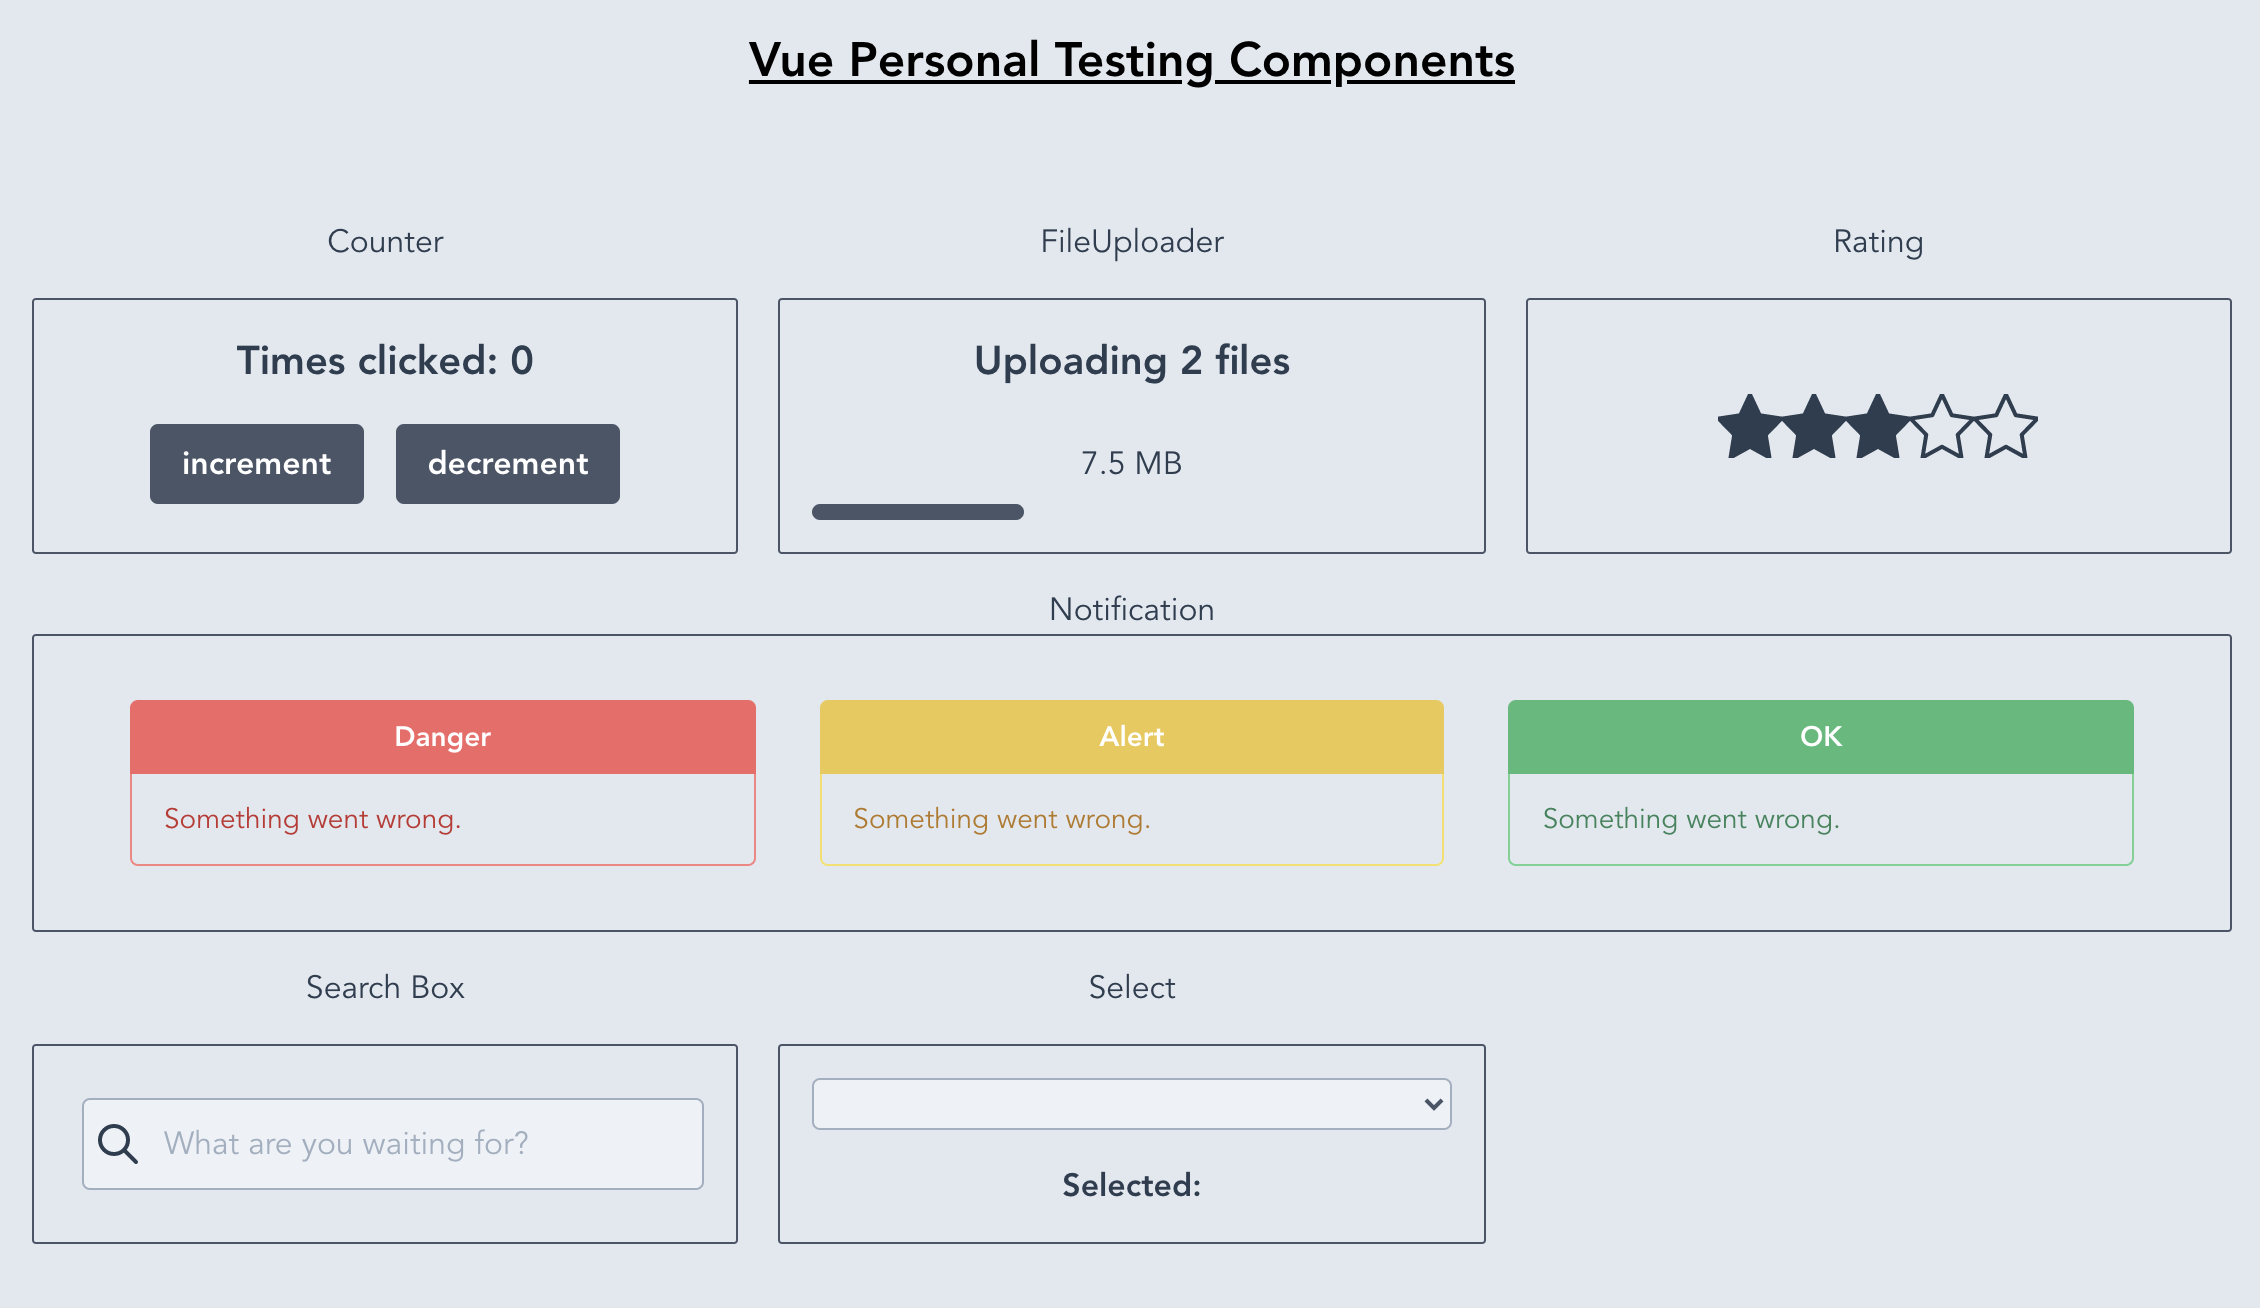 Vue Personal Testing Components
Counter
FileUploader
Rating
Times clicked: 0
increment
decrement
Uploading 2 files
7.5 MB
Notification
Danger
Something went wrong.
Alert
Something went wrong.
OK
Something went wrong.
Search Box
Select
What are you waiting for?
Selected: